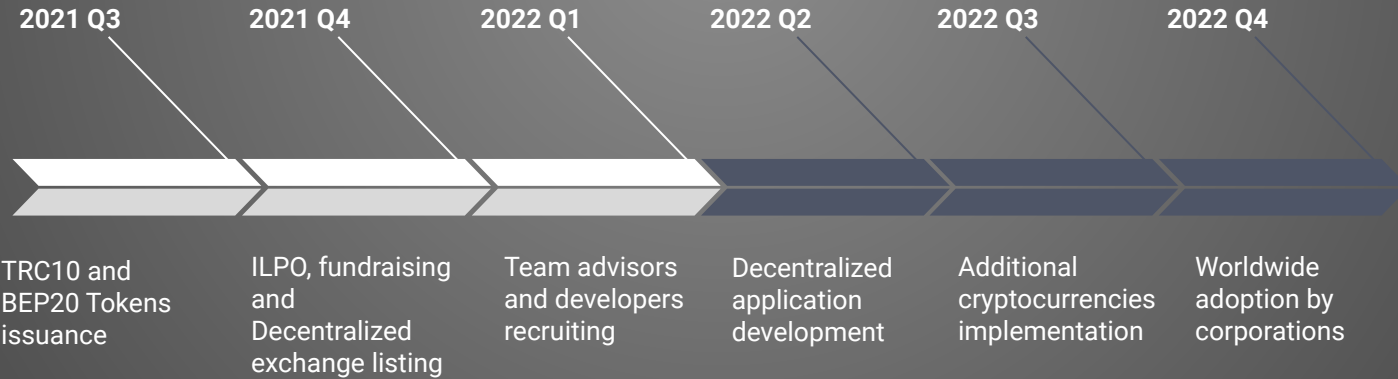 2021 Q3
2021 Q4
2022 Q1
2022 Q2
2022 Q3
2022 Q4
TRC10 and
BEP20 Tokens
issuance
ILPO, fundraising
and
Decentralized
exchange listing
Team advisors
and developers
recruiting
Decentralized
application
development
Additional
cryptocurrencies
implementation
Worldwide
adoption by
corporations